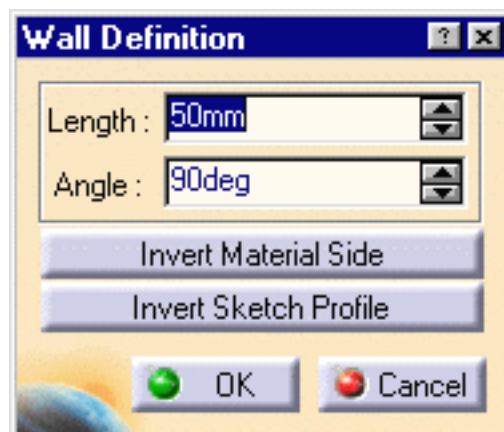 Wall Definition ? x
Length : 50mm
Angle : 90deg
Invert Material Side
Invert Sketch Profile
OK Cancel